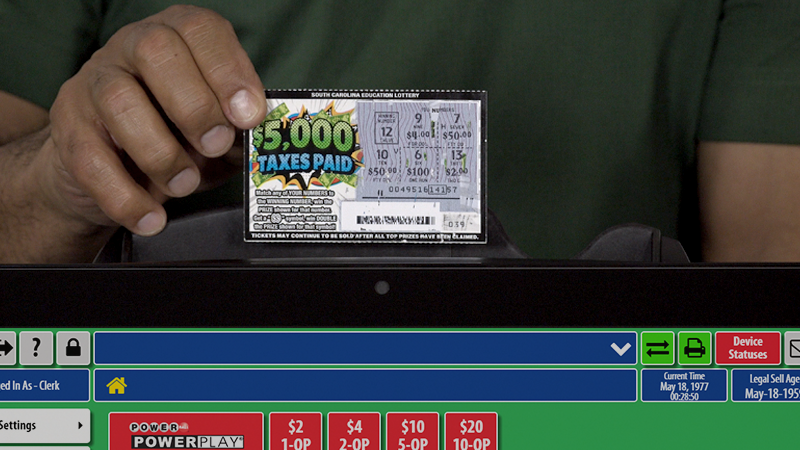 SOUTH CAROLINA EDUCATION LOTTERY
$5,000
TAXES PAID
Match any of YOUR NUMBERS to
the WINNING NUMBER, win the
PRIZE shown for that number.
Get a symbol, win DOUBLE
the PRIZE shown for that symbol!
WINNING
NUMBER
12
NUMBERS
9 7
SEVEN
$4.00 $50.00
10 6 13
TEN
$50.00 $100 $2.00
0049516 141 57
039
TICKETS MAY CONTINUE TO BE SOLD AFTER ALL TOP PRIZES HAVE BEEN CLAIMED.
?
Device
Statuses
ed In As - Clerk
Current Time
May 18, 1977
00:28:50
Legal Sell Age
May-18-1959
Settings
POWER
POWERPLAY
$2
1-OP
$4
2-OP
$10
5-OP
$20
10-OP